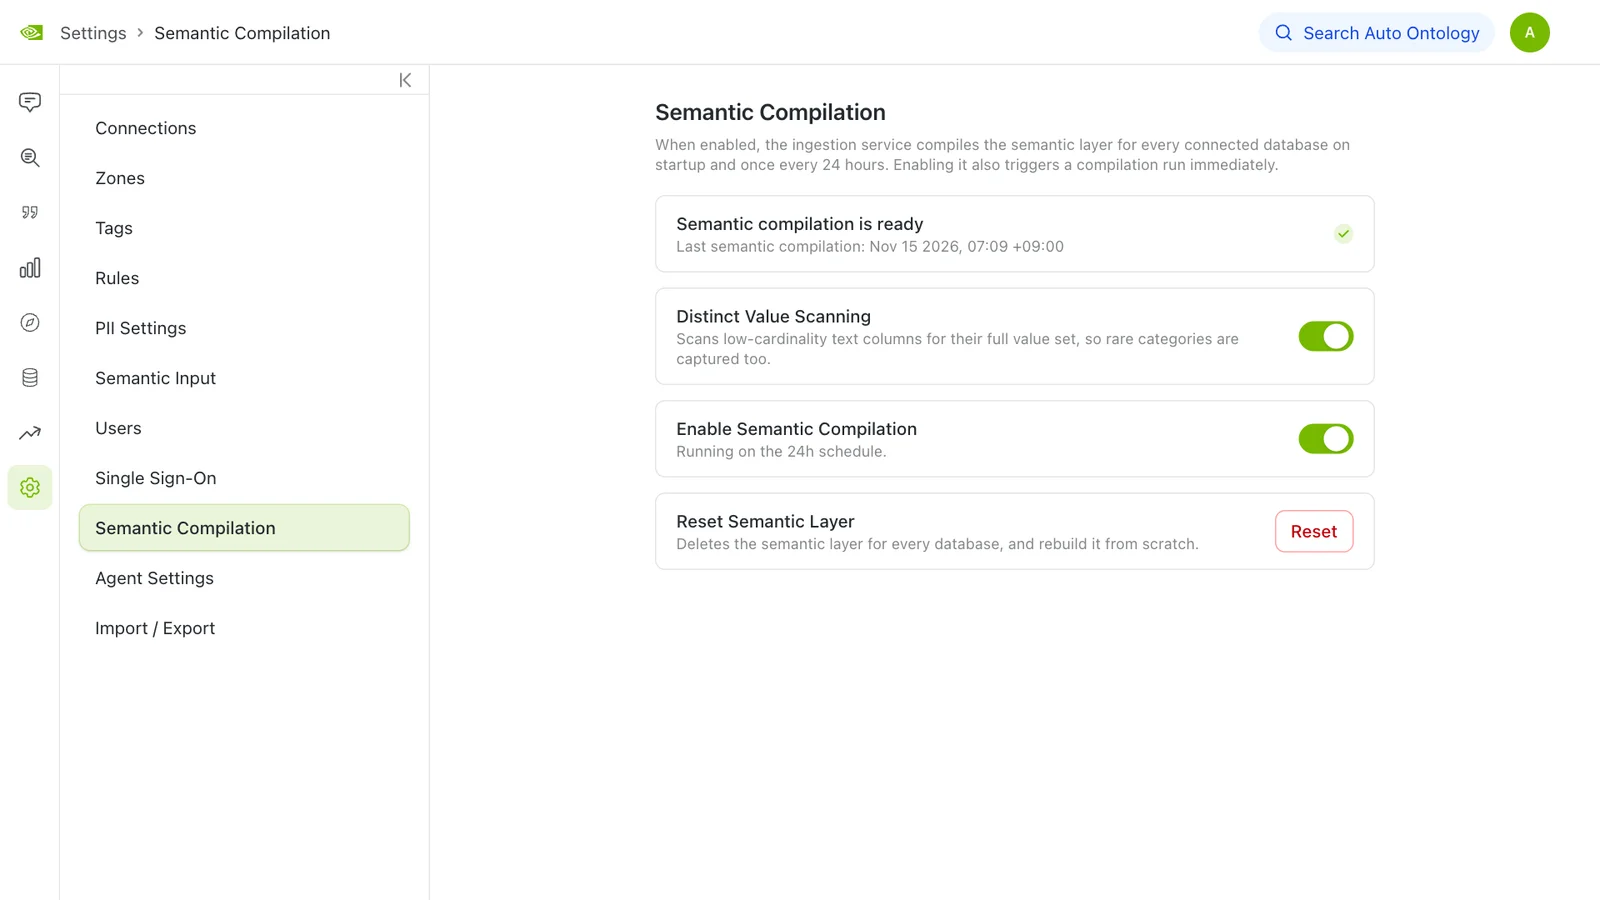 Settings › Semantic Compilation
Search Auto Ontology
A
Connections
Zones
Tags
Rules
PII Settings
Semantic Input
Users
Single Sign-On
Semantic Compilation
Agent Settings
Import / Export
Semantic Compilation
When enabled, the ingestion service compiles the semantic layer for every connected database on
startup and once every 24 hours. Enabling it also triggers a compilation run immediately.
Semantic compilation is ready
Last semantic compilation: Nov 15 2026, 07:09 +09:00
Distinct Value Scanning
Scans low-cardinality text columns for their full value set, so rare categories are
captured too.
Enable Semantic Compilation
Running on the 24h schedule.
Reset Semantic Layer
Deletes the semantic layer for every database, and rebuild it from scratch.
Reset